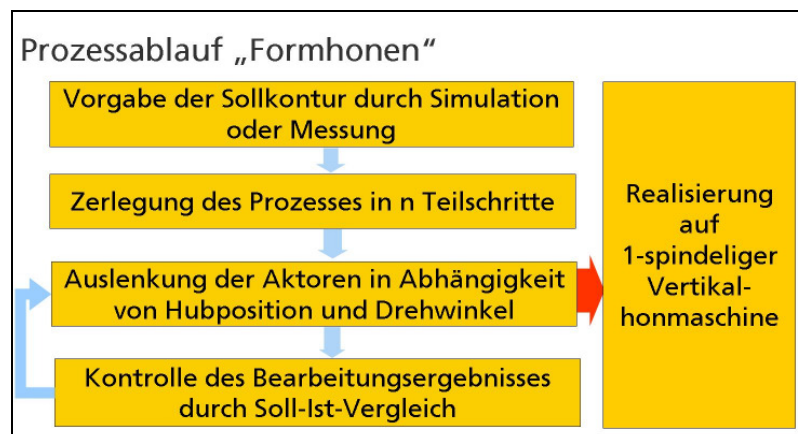 Prozessablauf „Formhonen“
Vorgabe der Sollkontur durch Simulation
oder Messung
Zerlegung des Prozesses in n Teilschritte
Auslenkung der Aktoren in Abhängigkeit
von Hubposition und Drehwinkel
Kontrolle des Bearbeitungsergebnisses
durch Soll-Ist-Vergleich
Realisierung
auf
1-spindeliger
Vertikal-
honmaschine